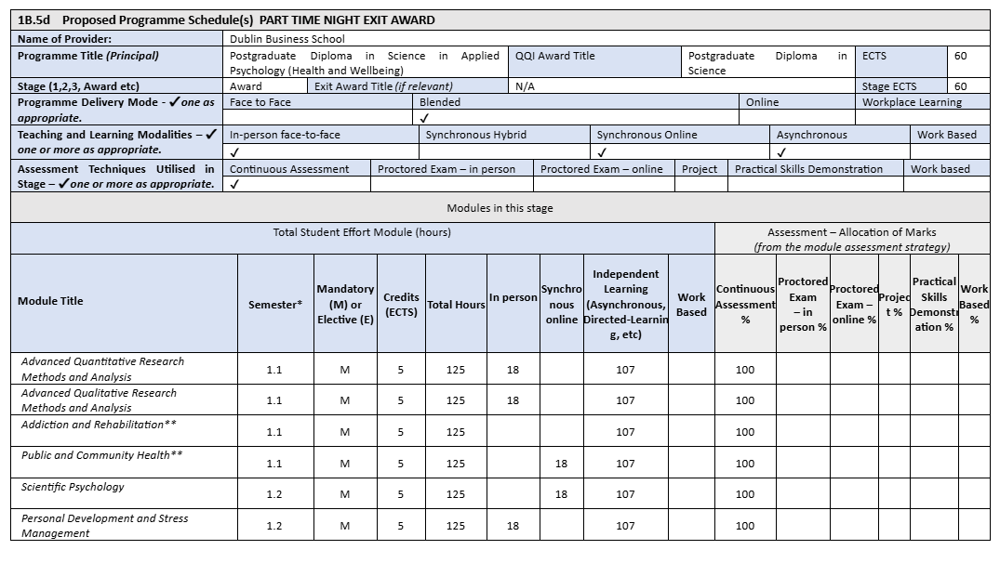 1B.5d Proposed Programme Schedule(s) PART TIME NIGHT EXIT AWARD
Name of Provider: Dublin Business School
Programme Title (Principal) Postgraduate Diploma in Science in Applied QQI Award Title Postgraduate Diploma in ECTS 60
Psychology (Health and Wellbeing) Science
Stage (1,2,3, Award etc) Award Exit Award Title (if relevant) N/A Stage ECTS 60
Programme Delivery Mode - ✓one as Face to Face Blended Online Workplace Learning
appropriate. ✓
Teaching and Learning Modalities – ✓ In-person face-to-face Synchronous Hybrid Synchronous Online Asynchronous Work Based
one or more as appropriate. ✓ ✓ ✓
Assessment Techniques Utilised in Continuous Assessment Proctored Exam – in person Proctored Exam – online Project Practical Skills Demonstration Work based
Stage – ✓one or more as appropriate. ✓
Modules in this stage
Total Student Effort Module (hours) Assessment – Allocation of Marks
(from the module assessment strategy)
Module Title
Semester*
Mandatory
(M) or
Elective (E)
Credits
(ECTS)
Total Hours
In person
Synchro
nous
online
Independent
Learning
(Asynchronous,
Directed-Learnin
g, etc)
Work
Based
Continuous
Assessment
%
Proctored
Exam
– in
person %
Proctored
Exam –
online %
Projec
t %
Practical
Skills
Demonstr
ation %
Work
Based
%
Advanced Quantitative Research
Methods and Analysis 1.1 M 5 125 18 107 100
Advanced Qualitative Research
Methods and Analysis 1.1 M 5 125 18 107 100
Addiction and Rehabilitation** 1.1 M 5 125 107 100
Public and Community Health** 1.1 M 5 125 18 107 100
Scientific Psychology 1.2 M 5 125 18 107 100
Personal Development and Stress
Management 1.2 M 5 125 18 107 100